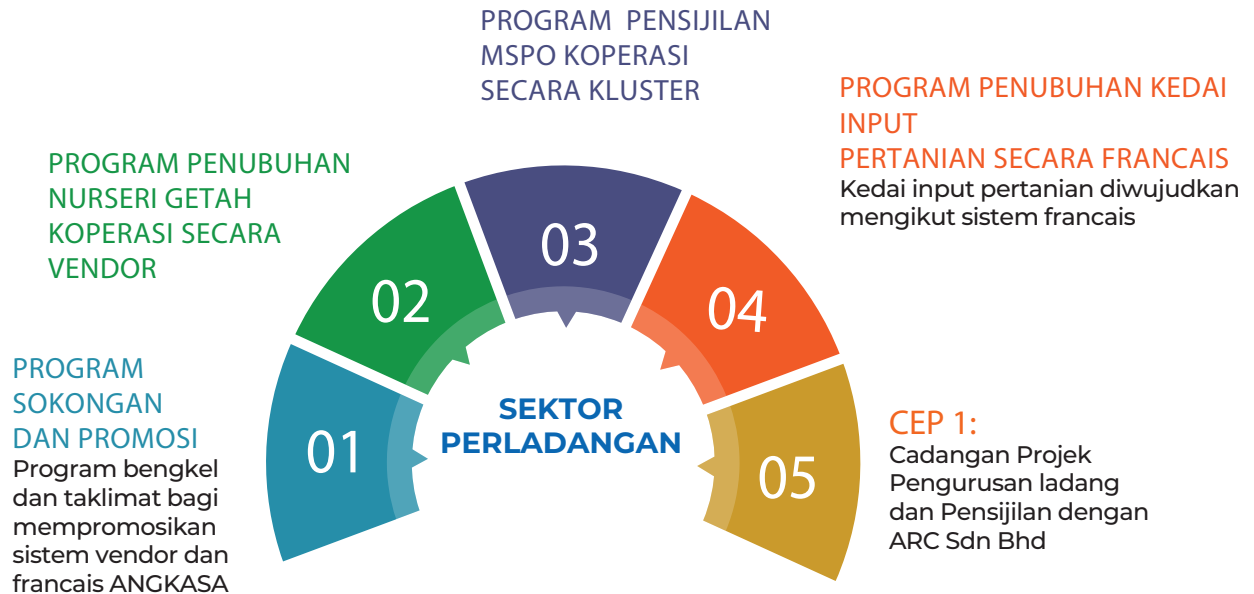 PROGRAM SOKONGAN
DAN PROMOSI
Program bengkel
dan taklimat bagi
mempromosikan
sistem vendor dan
francais ANGKASA
01
PROGRAM PENUBUHAN
NURSERI GETAH
KOPERASI SECARA
VENDOR
02
PROGRAM PENSIJILAN
MSPO KOPERASI
SECARA KLUSTER
03
PROGRAM PENUBUHAN KEDAI
INPUT
PERTANIAN SECARA FRANCAIS
Kedai input pertanian diwujudkan
mengikut sistem francais
04
CEP 1:
Cadangan Projek
Pengurusan ladang
dan Pensijilan dengan
ARC Sdn Bhd
05
SEKTOR
PERLADANGAN